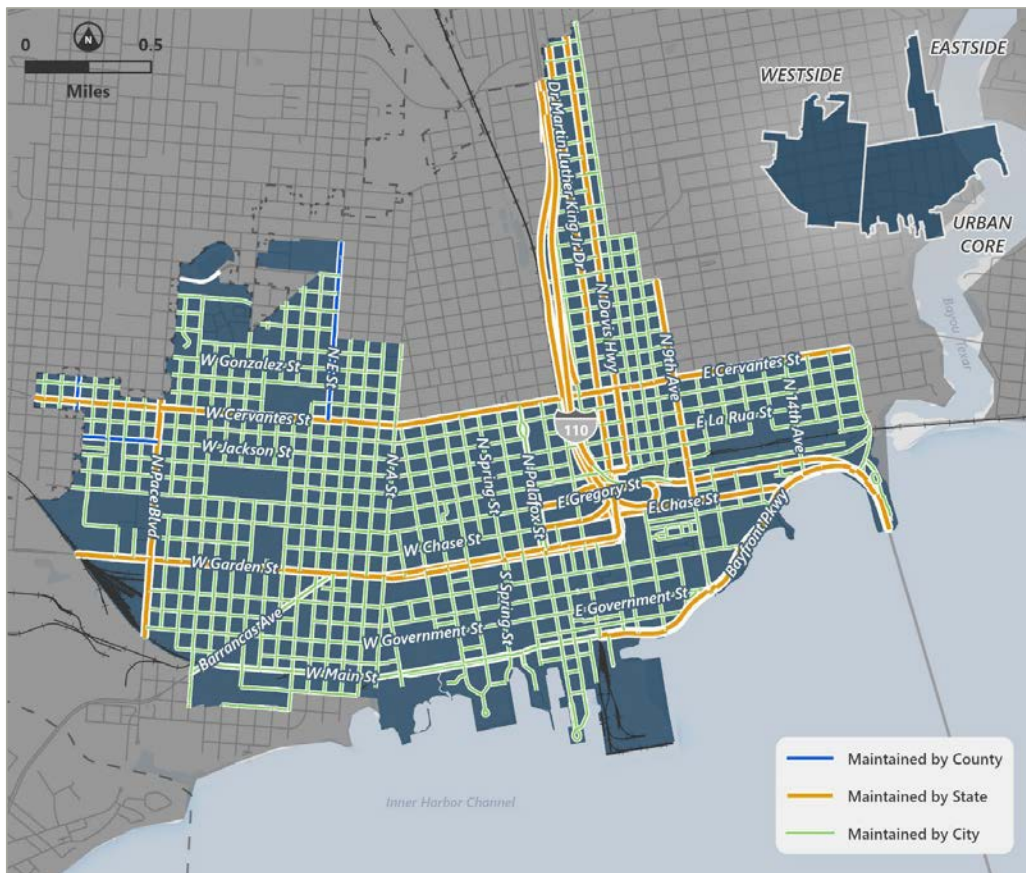 0 0.5
N
Miles
EASTSIDE
WESTSIDE
URBAN
CORE
Bayou Texar
Dr Martin Luther King Jr Dr
N Davis Hwy
N 9th Ave
N E St
W Gonzalez St
W Cervantes St
E Cervantes St
N 14th Ave
E La Rua St
110
W Jackson St
N Pace Blvd
N A St
N Spring St
N Palafox St
E Gregory St
E Chase St
W Chase St
Bayfront Pkwy
W Garden St
S Spring St
E Government St
Barrancas Ave
W Government St
W Main St
Inner Harbor Channel
Maintained by County
Maintained by State
Maintained by City